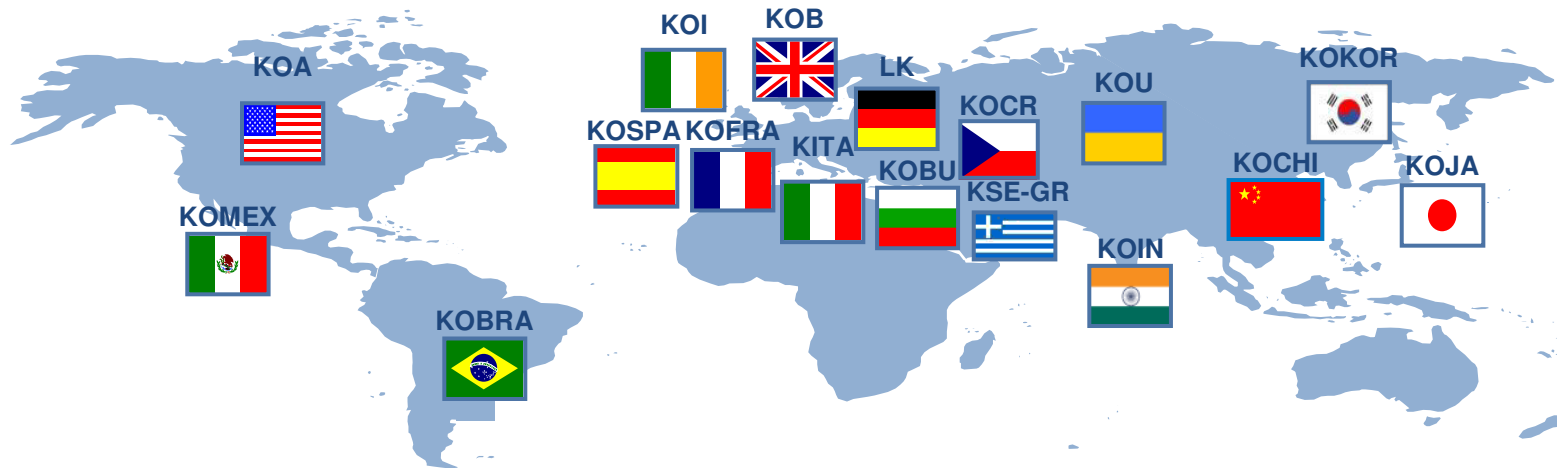 KOI
KOB
KOA
LK
KOU
KOKOR
KOCR
KOSPA
KOFRA
KITA
KOBU
KSE-GR
KOCHI
KOJA
KOMEX
KOIN
KOBRA